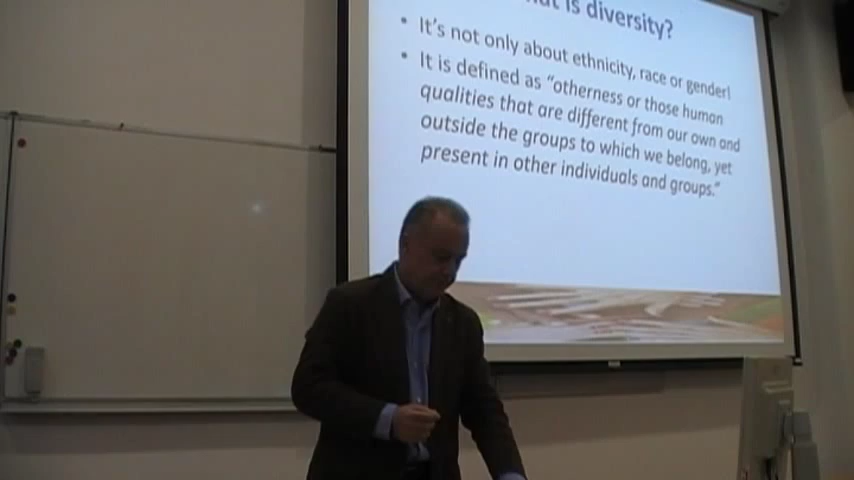 is diversity?
• It's not only about ethnicity, race or gender!
• It is defined as “otherness or those human
qualities that are different from our own and
outside the groups to which we belong, yet
present in other individuals and groups.”